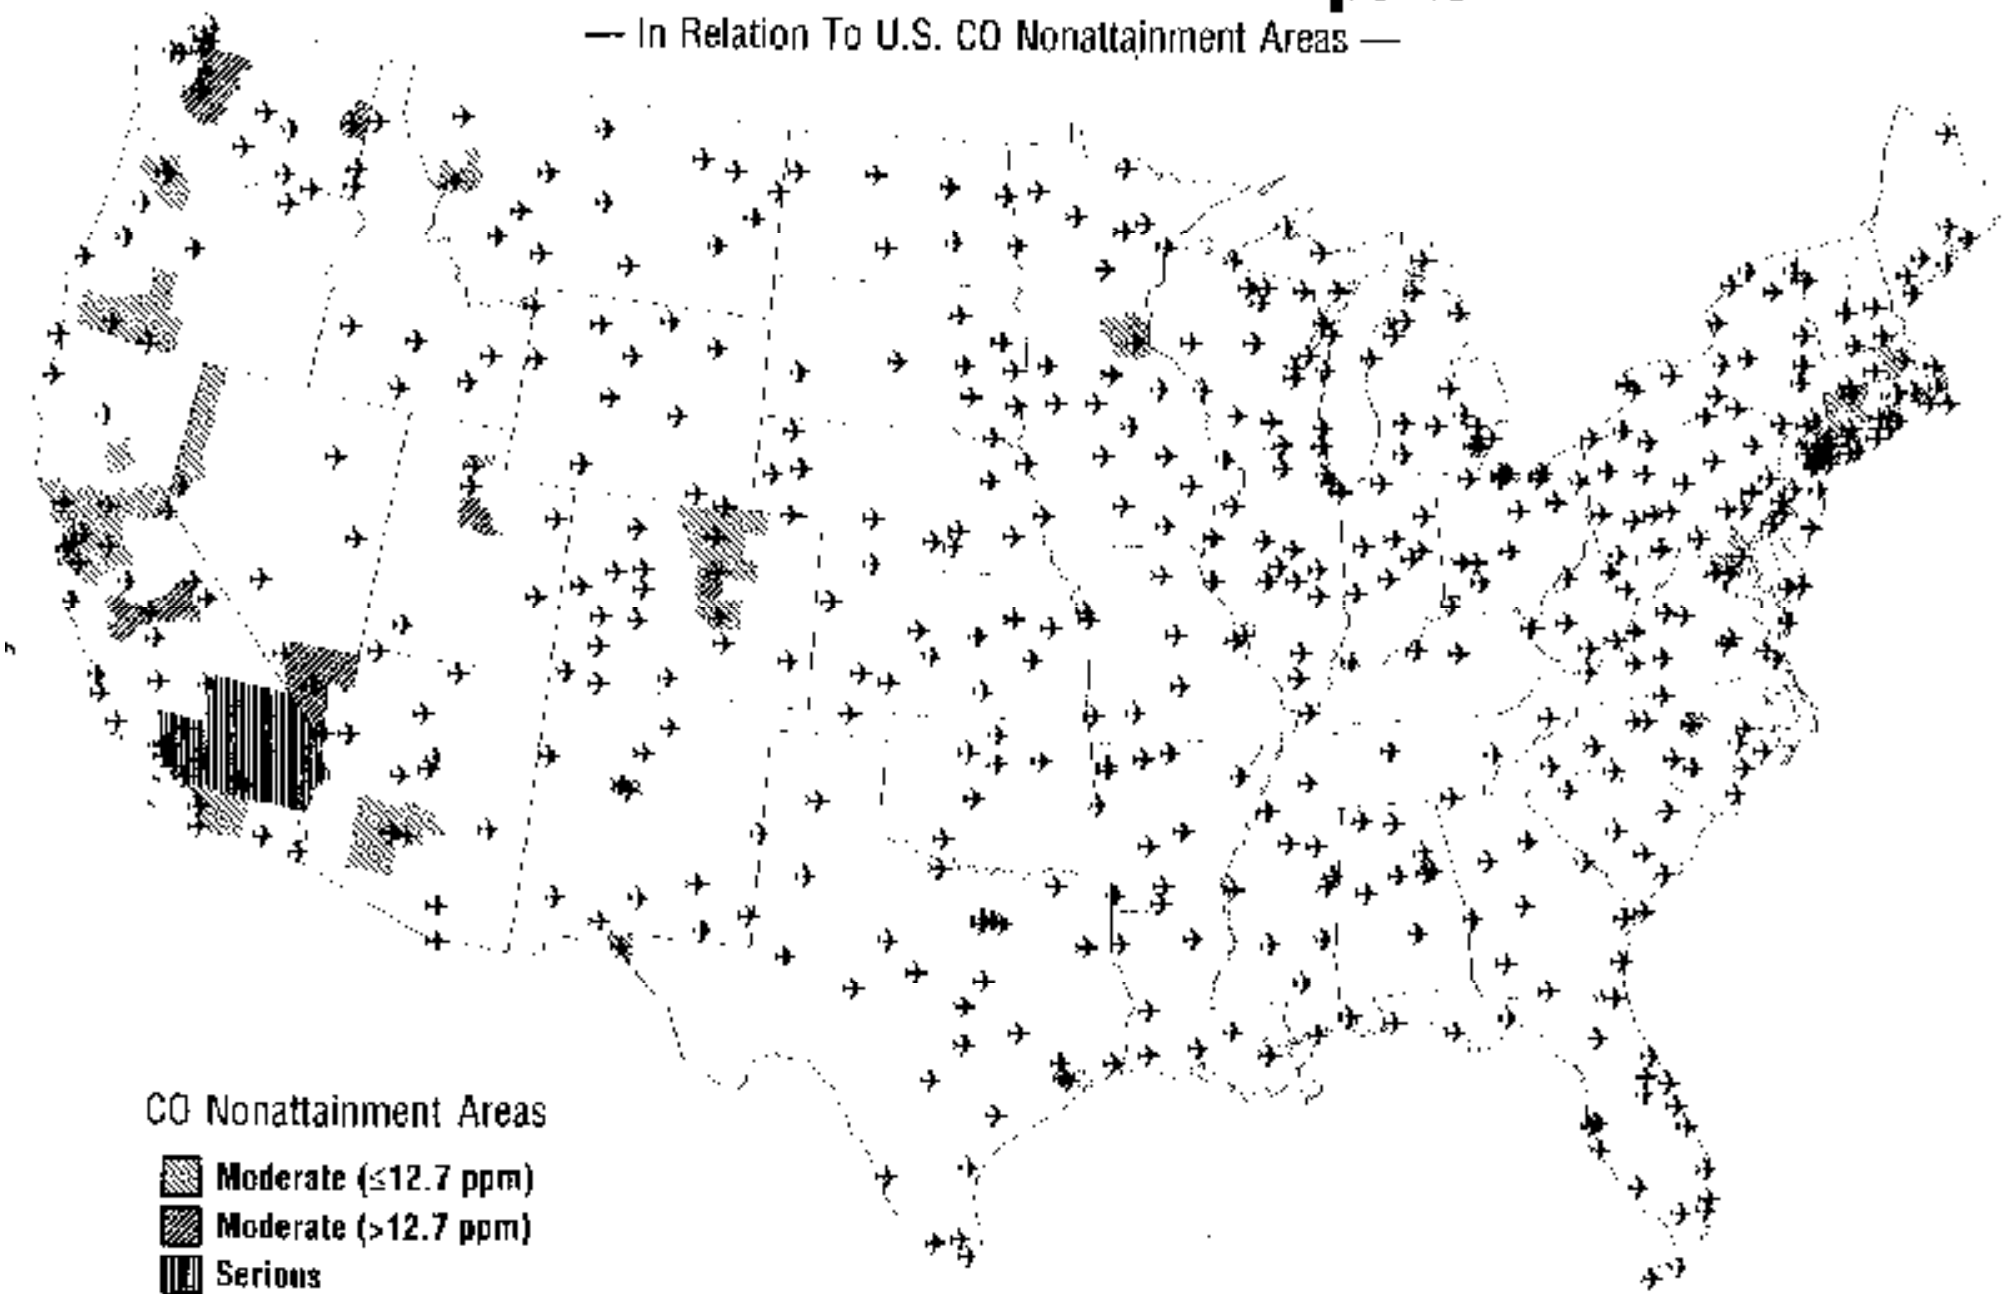 — In Relation To U.S. CO Nonattainment Areas —
CO Nonattainment Areas
Moderate (≤12.7 ppm)
Moderate (>12.7 ppm)
Serious